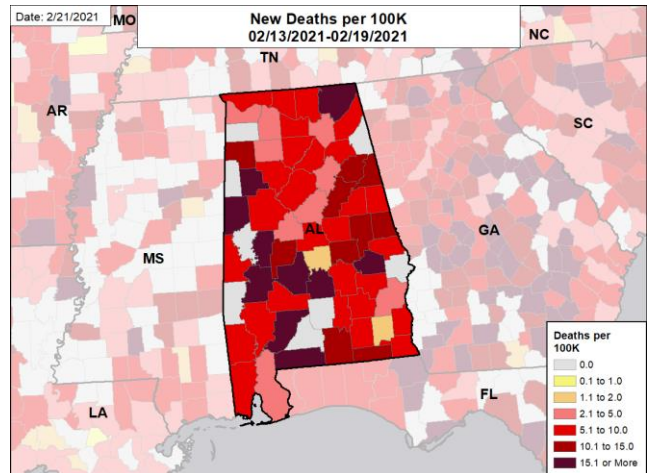 Date: 2/21/2021
New Deaths per 100K
02/13/2021-02/19/2021
MO
TN
NC
AR
SC
AL
MS
GA
LA
FL
Deaths per
100K
0.0
0.1 to 1.0
1.1 to 2.0
2.1 to 5.0
5.1 to 10.0
10.1 to 15.0
15.1 or More